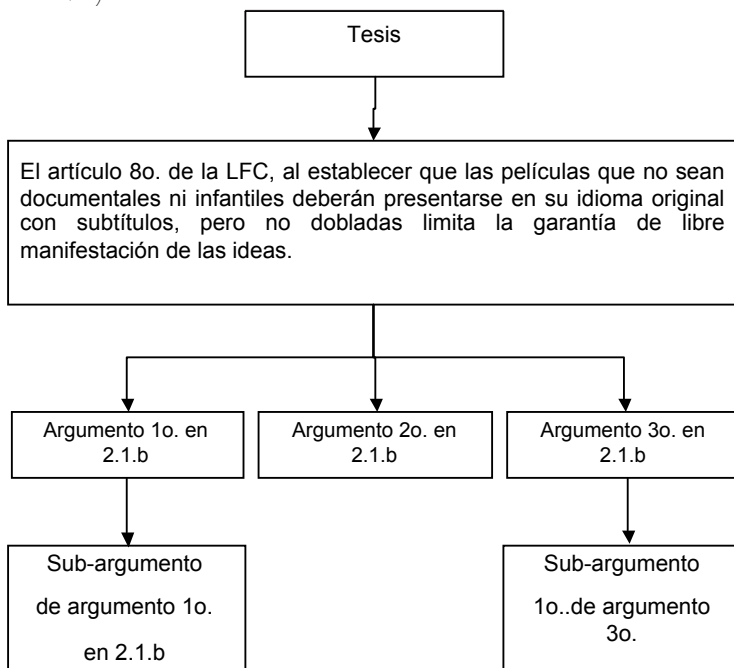 Tesis
El artículo 8o. de la LFC, al establecer que las películas que no sean
documentales ni infantiles deberán presentarse en su idioma original
con subtítulos, pero no dobladas limita la garantía de libre
manifestación de las ideas.
Argumento 1o. en
2.1.b
Argumento 2o. en
2.1.b
Argumento 3o. en
2.1.b
Sub-argumento
de argumento 1o.
en 2.1.b
Sub-argumento
1o..de argumento
3o.